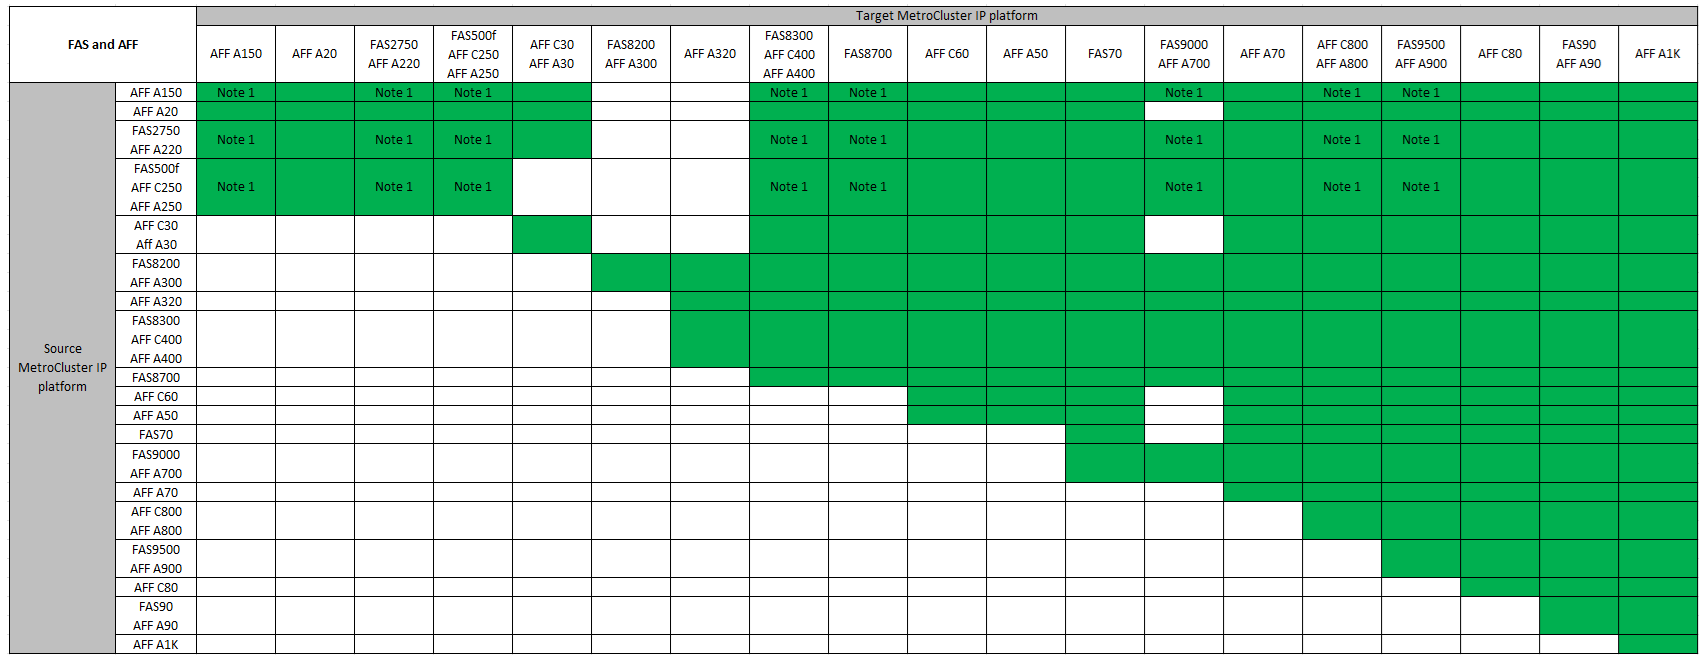 Target MetroCluster IP platform
FAS and AFF
AFF A150
AFF A20
FAS2750
AFF A220
FAS500f
AFF C250
AFF A250
AFF C30
AFF A30
FAS8200
AFF A300
AFF A320
FAS8300
AFF C400
AFF A400
FAS8700
AFF C60
AFF A50
FAS70
FAS9000
AFF A700
AFF A70
AFF C800
AFF A800
FAS9500
AFF A900
AFF C80
FAS90
AFF A90
AFF A1K
Source
MetroCluster IP
platform
AFF A150
Note 1
Note 1
Note 1
Note 1
Note 1
Note 1
Note 1
Note 1
AFF A20
FAS2750
AFF A220
Note 1
Note 1
Note 1
Note 1
Note 1
Note 1
Note 1
Note 1
FAS500f
AFF C250
AFF A250
Note 1
Note 1
Note 1
Note 1
Note 1
Note 1
Note 1
Note 1
AFF C30
Aff A30
FAS8200
AFF A300
AFF A320
FAS8300
AFF C400
AFF A400
FAS8700
AFF C60
AFF A50
FAS70
FAS9000
AFF A700
AFF A70
AFF C800
AFF A800
FAS9500
AFF A900
AFF C80
FAS90
AFF A90
AFF A1K